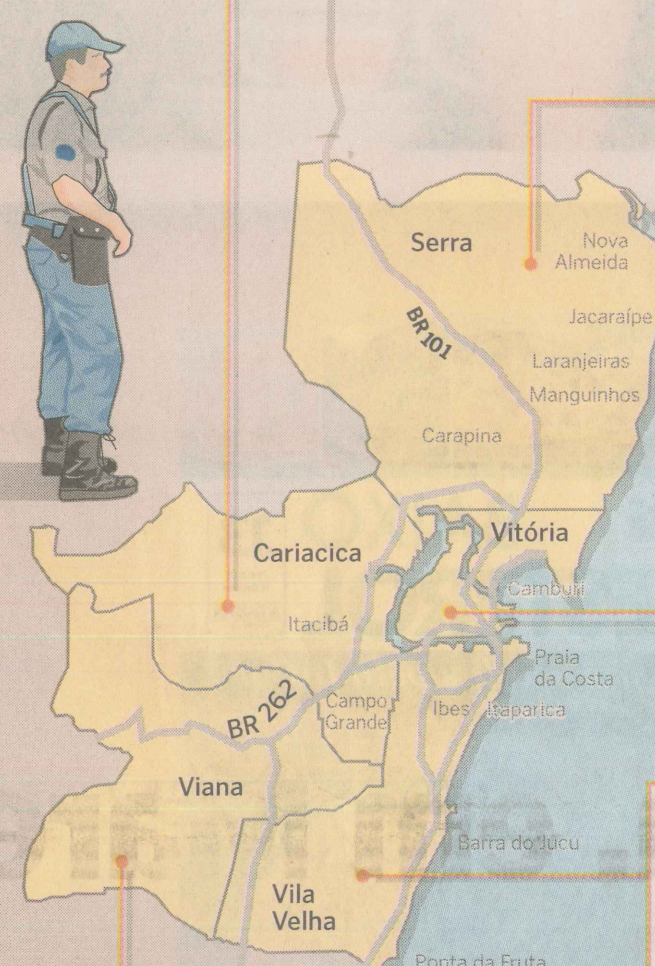 Serra
Nova
Almeida
BR 101
Jacaraípe
Laranjeiras
Manguinhos
Carapina
Vitória
Cariacica
Camburi
Itacibá
Praia
da Costa
BR 262
Campo
Grande
Ibes
Itaparica
Viana
Barra do Jucu
Vila
Velha
Ponta da Fruta